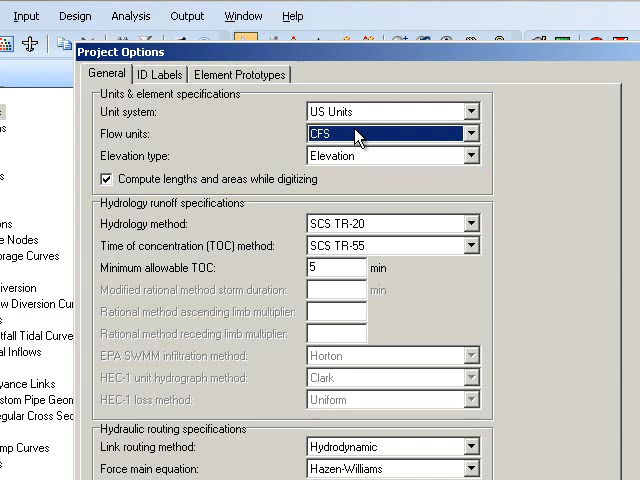 Input Design Analysis Output Window Help
Project Options
General ID Labels Element Prototypes
Units & element specifications
Unit system: US Units
Flow units: CFS
Elevation type: Elevation
Compute lengths and areas while digitizing
Hydrology runoff specifications
Hydrology method: SCS TR-20
Time of concentration (TOC) method: SCS TR-55
Minimum allowable TOC: 5 min
Modified rational method storm duration: min
Rational method ascending limb multiplier:
Rational method receding limb multiplier:
EPA SWMM infiltration method: Horton
HEC-1 unit hydrograph method: Clark
HEC-1 loss method: Uniform
Hydraulic routing specifications
Link routing method: Hydrodynamic
Force main equation: Hazen-Williams
e Nodes
orage Curves
iversion
ow Diversion Cur
tfall Tidal Curve
al Inflows
yance Links
stom Pipe Geon
egular Cross Sec
mp Curves